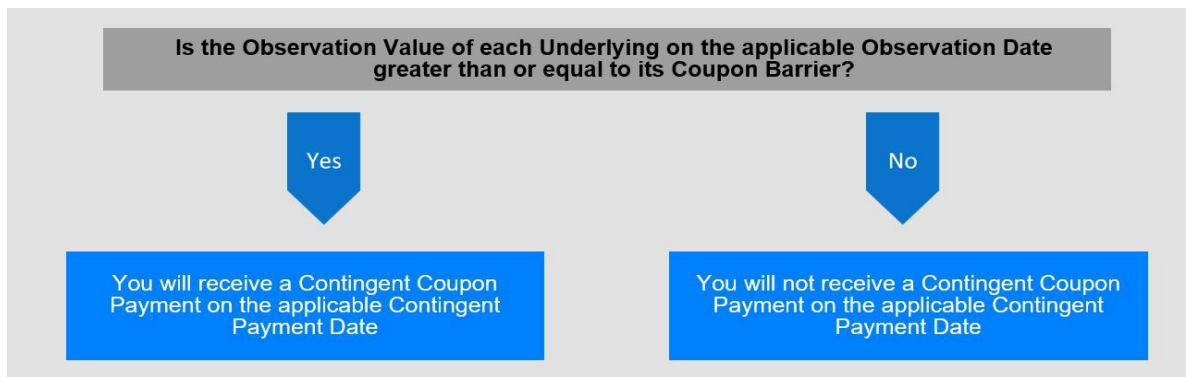 Is the Observation Value of each Underlying on the applicable Observation Date
greater than or equal to its Coupon Barrier?
Yes
No
You will receive a Contingent Coupon
Payment on the applicable Contingent
Payment Date
You will not receive a Contingent Coupon
Payment on the applicable Contingent
Payment Date